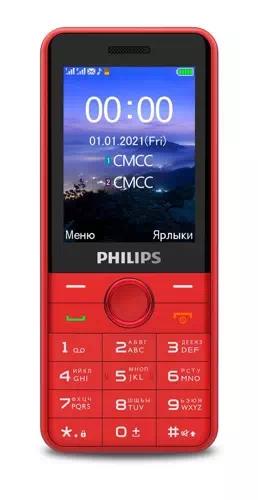 00:00
01.01.2021(Fri)
1 CMCC
2 CMCC
Меню Ярлыки
PHILIPS
1 2 АБВГ ABC 3 ДЕЁЖЗ DEF
4 ИЙКЛ GHI 5 МНОП JKL 6 РСТУ MNO
7 ФХЦЧ PQRS 8 ШЩЪЫ TUV 9 ЬЭЮЯ WXYZ
* 0 ± #